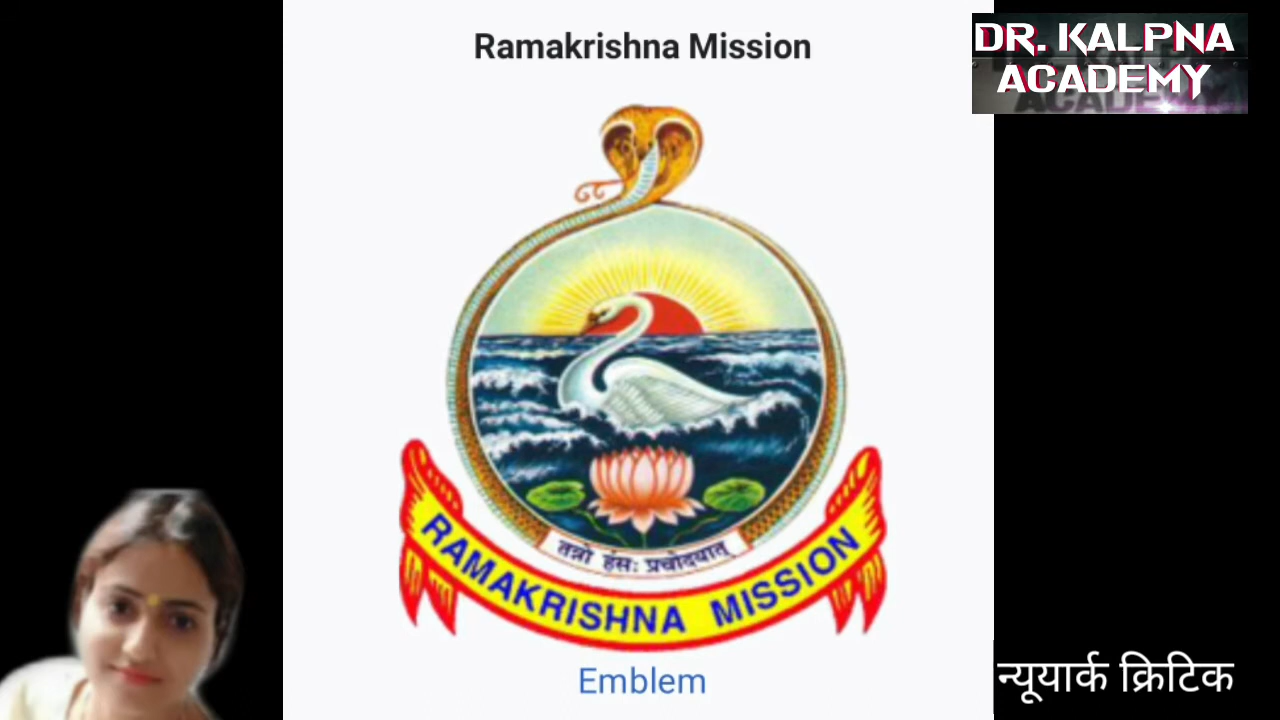 Ramakrishna Mission
DR. KALPNA
ACADEMY
तन्नो हंसः प्रचोदयात्
RAMAKRISHNA MISSION
Emblem
न्यूयार्क क्रिटिक